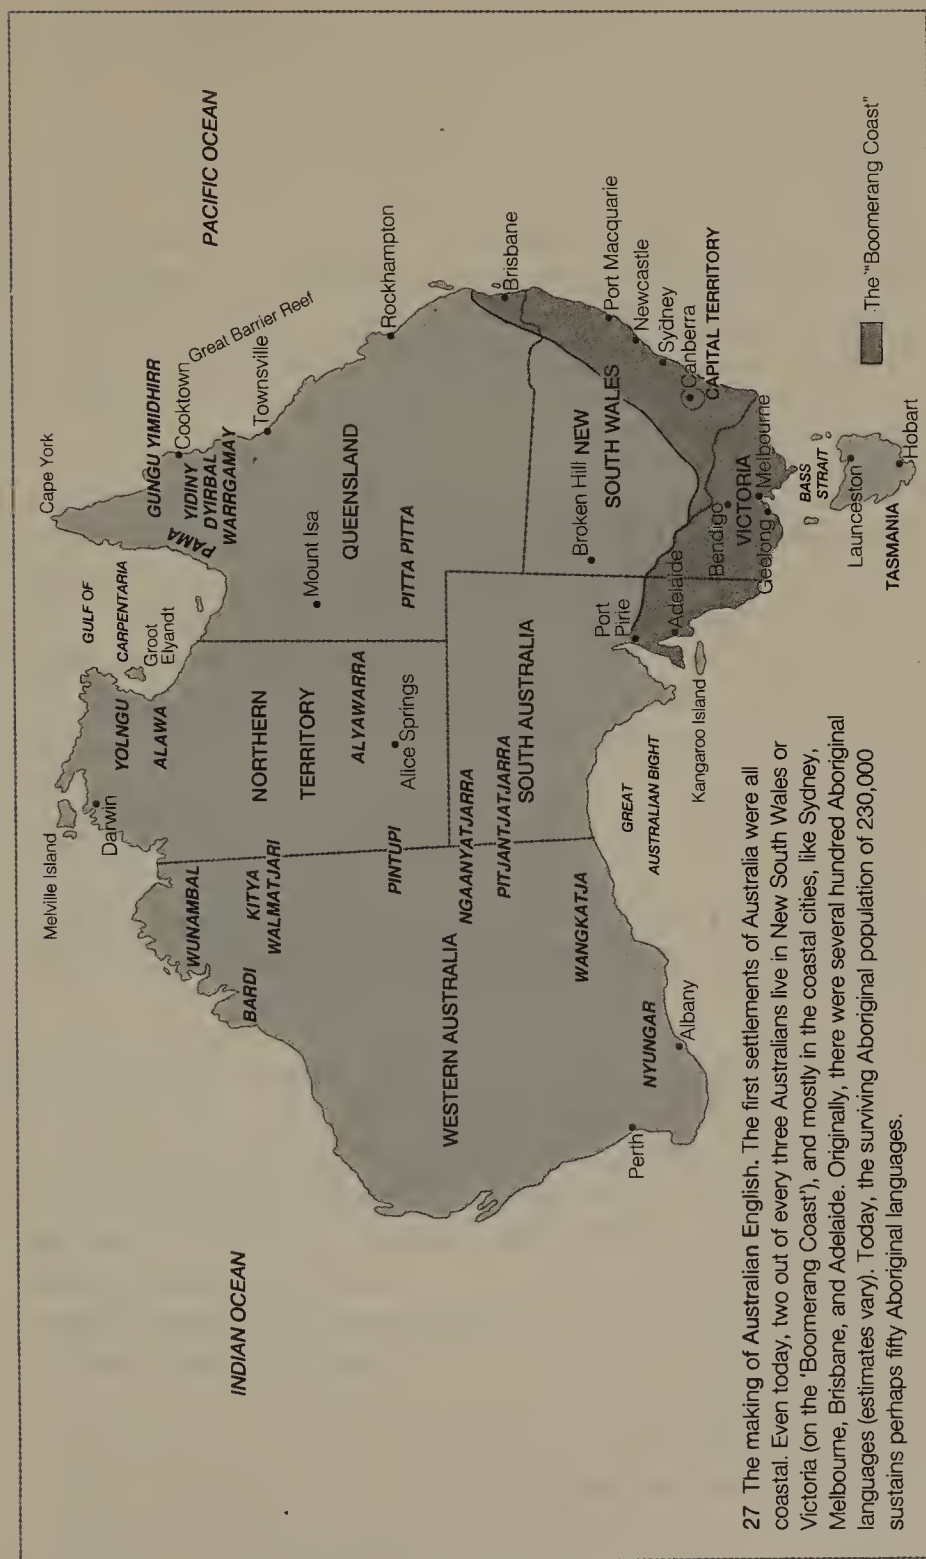 Cape York
PACIFIC OCEAN
Melville Island
GULF OF
CARPENTARIA
Groot
Elyandt
Darwin
YOLNGU
ALAWA
GUNGU YIMIDHIRR
Cooktown
Great Barrier Reef
PAMA
YIDINY
DYIRBAL
WARRGAMAY
Townsville
WUNAMBAL
BARDI
KITYA
WALMATJARI
NORTHERN
TERRITORY
Mount Isa
QUEENSLAND
Rockhampton
INDIAN OCEAN
ALYAWARRA
Alice Springs
PINTUPI
PITTA PITTA
WESTERN AUSTRALIA
NGAANYATJARRA
PITJANTJATJARRA
SOUTH AUSTRALIA
Brisbane
WANGKATJA
Broken Hill
NEW
SOUTH WALES
Port Macquarie
Newcastle
Sydney
Canberra
CAPITAL TERRITORY
Perth
NYUNGAR
Albany
GREAT
AUSTRALIAN BIGHT
Port
Pirie
Adelaide
Kangaroo Island
Bendigo
VICTORIA
Geelong
Melbourne
BASS
STRAIT
Launceston
Hobart
TASMANIA
The "Boomerang Coast"
27 The making of Australian English. The first settlements of Australia were all
coastal. Even today, two out of every three Australians live in New South Wales or
Victoria (on the 'Boomerang Coast'), and mostly in the coastal cities, like Sydney,
Melbourne, Brisbane, and Adelaide. Originally, there were several hundred Aboriginal
languages (estimates vary). Today, the surviving Aboriginal population of 230,000
sustains perhaps fifty Aboriginal languages.